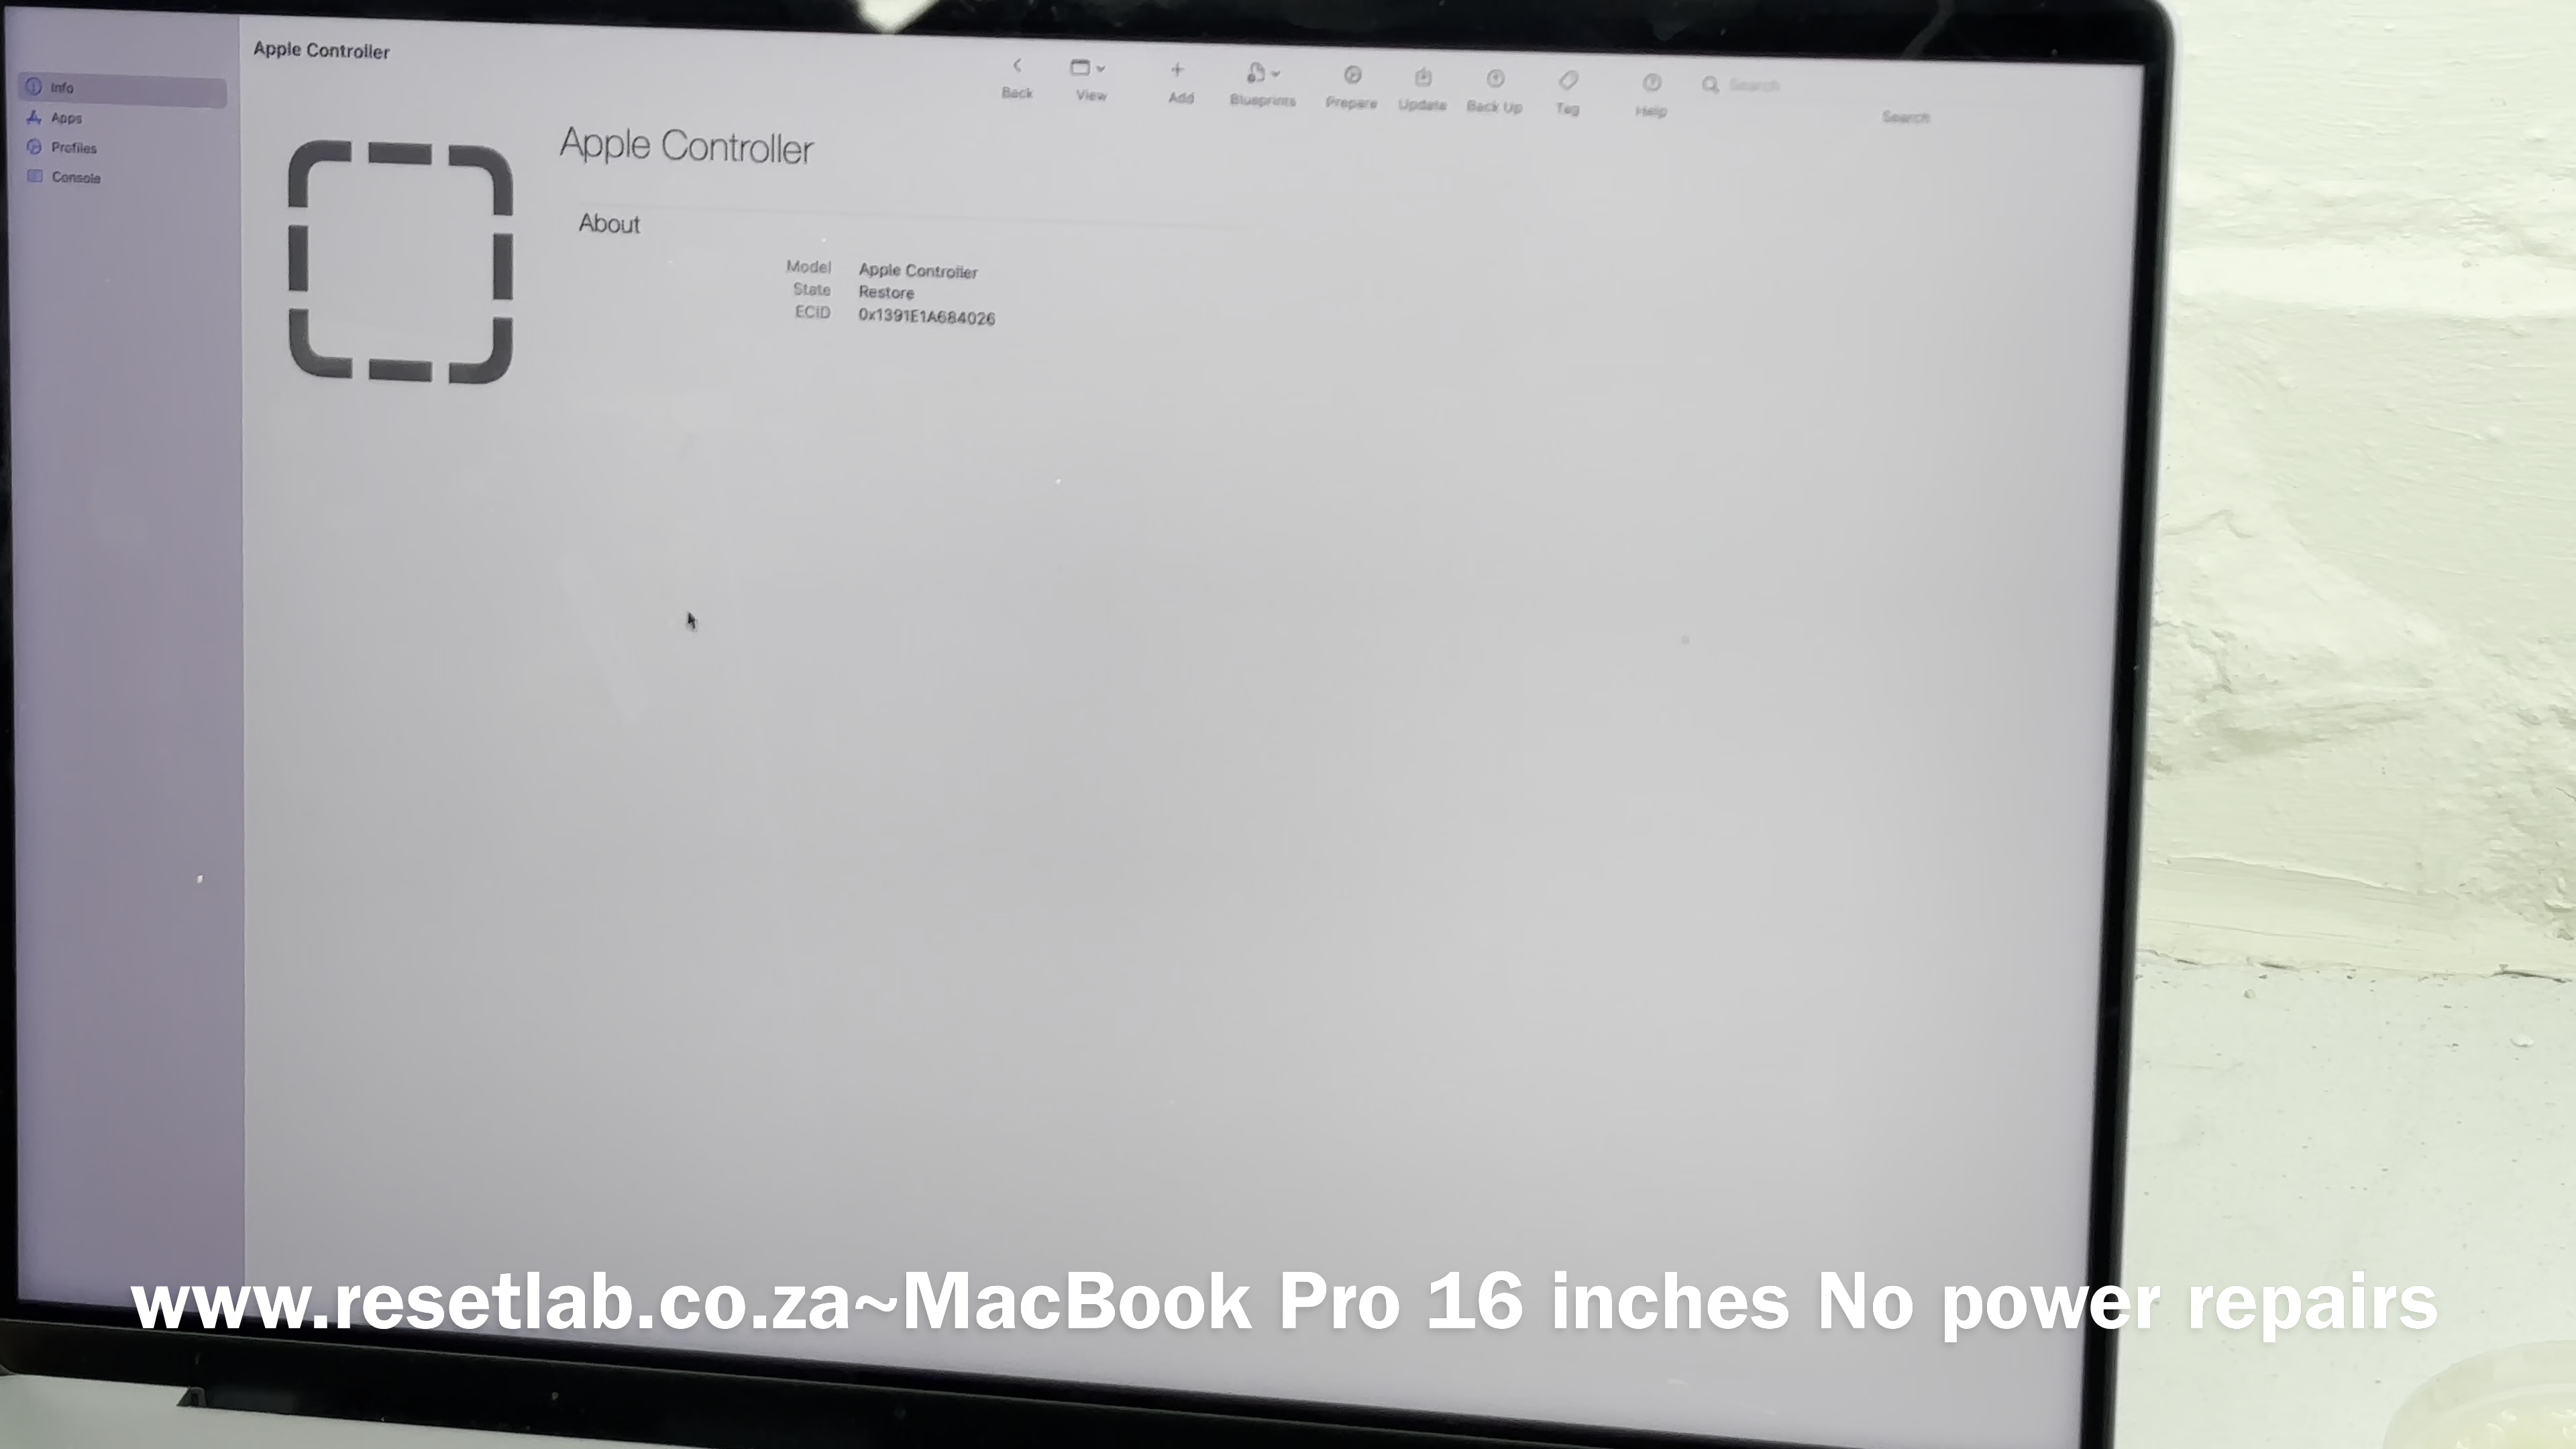 Apple Controller
Info
Apps
Profiles
Console
Back
View
Add
Blueprints
Prepare
Update
Back Up
Tag
Help
Search
Search
Apple Controller
About
Model Apple Controller
State Restore
ECID 0x1391E1A684026
www.resetlab.co.za~MacBook Pro 16 inches No power repairs